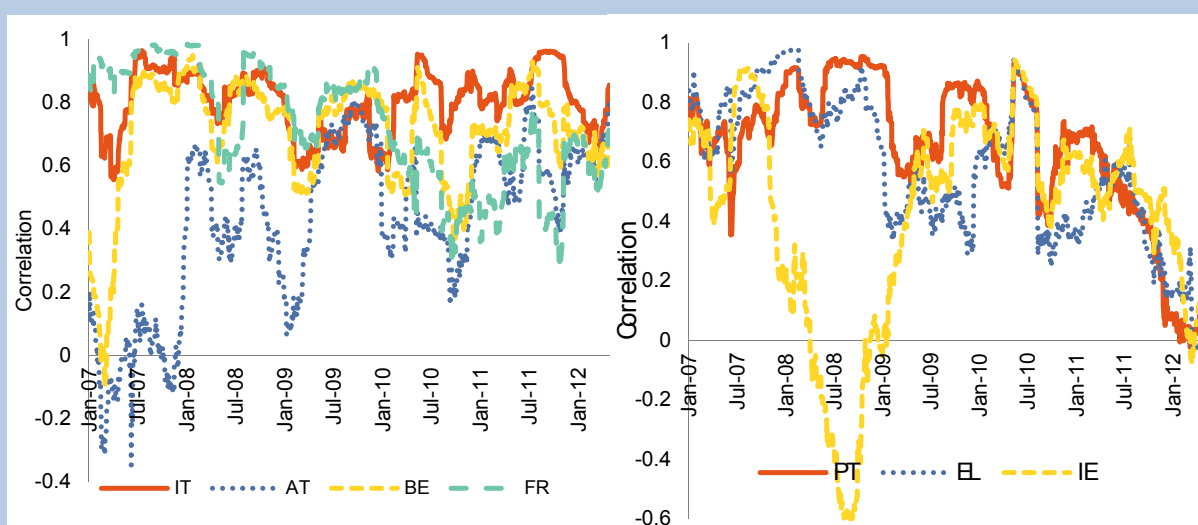 1
0.8
0.6
0.4
0.2
0
-0.2
-0.4
Correlation
Jan-07
Jul-07
Jan-08
Jul-08
Jan-09
Jul-09
Jan-10
Jul-10
Jan-11
Jul-11
Jan-12
IT AT BE FR
1
0.8
0.6
0.4
0.2
0
-0.2
-0.4
-0.6
Correlation
Jan-07
Jul-07
Jan-08
Jul-08
Jan-09
Jul-09
Jan-10
Jul-10
Jan-11
Jul-11
Jan-12
PT EL IE